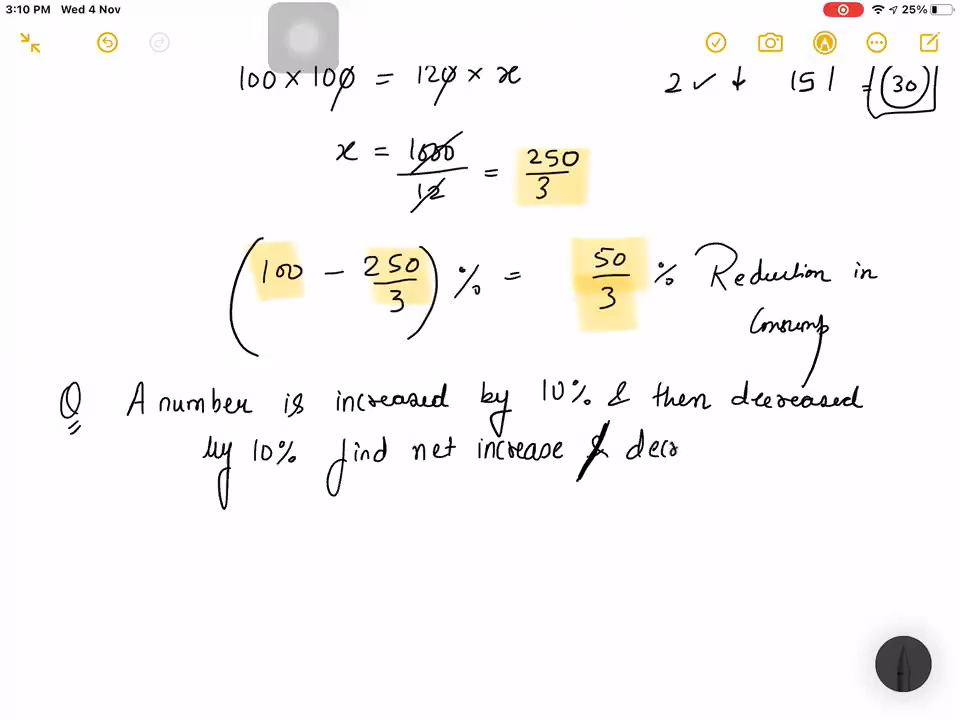 3:10 PM Wed 4 Nov 25%
100 × 100 = 120 × x
2 ✓ ↓ 151 = 30
x = 1000/12 = 250/3
(100 - 250/3) % = 50/3 % Reduction in
Consump
Q A number is increased by 10% & then decreased
by 10% find net increase / decr